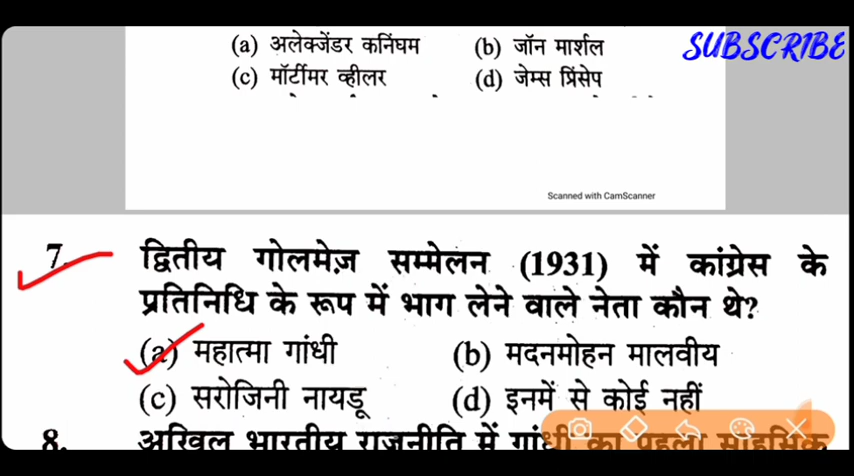 (a) अलेक्जेंडर कनिंघम (b) जॉन मार्शल
SUBSCRIBE
(c) मॉर्टीमर व्हीलर (d) जेम्स प्रिंसेप
Scanned with CamScanner
7. द्वितीय गोलमेज़ सम्मेलन (1931) में कांग्रेस के
प्रतिनिधि के रूप में भाग लेने वाले नेता कौन थे?
(a) महात्मा गांधी (b) मदनमोहन मालवीय
(c) सरोजिनी नायडू (d) इनमें से कोई नहीं
8. अखिल भारतीय राजनीति में गांधी का पहला साहसिक